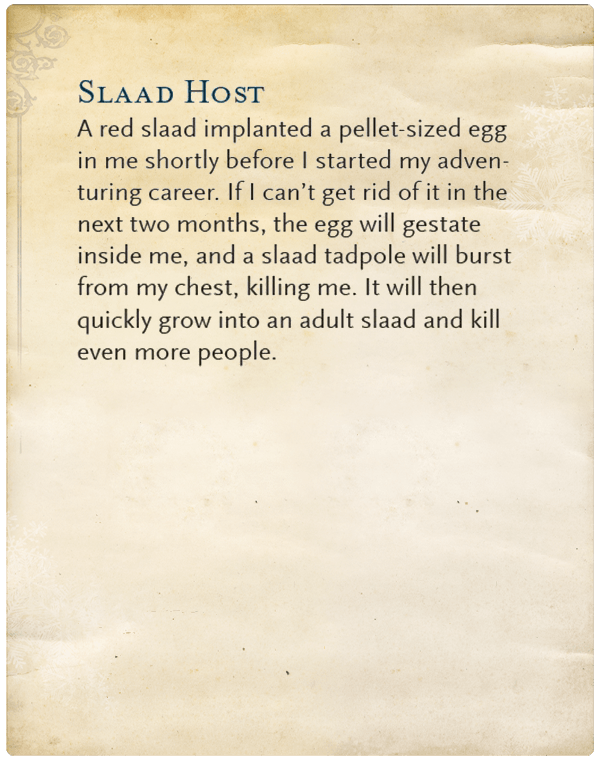 Slaad Host
A red slaad implanted a pellet-sized egg
in me shortly before I started my adven-
turing career. If I can’t get rid of it in the
next two months, the egg will gestate
inside me, and a slaad tadpole will burst
from my chest, killing me. It will then
quickly grow into an adult slaad and kill
even more people.